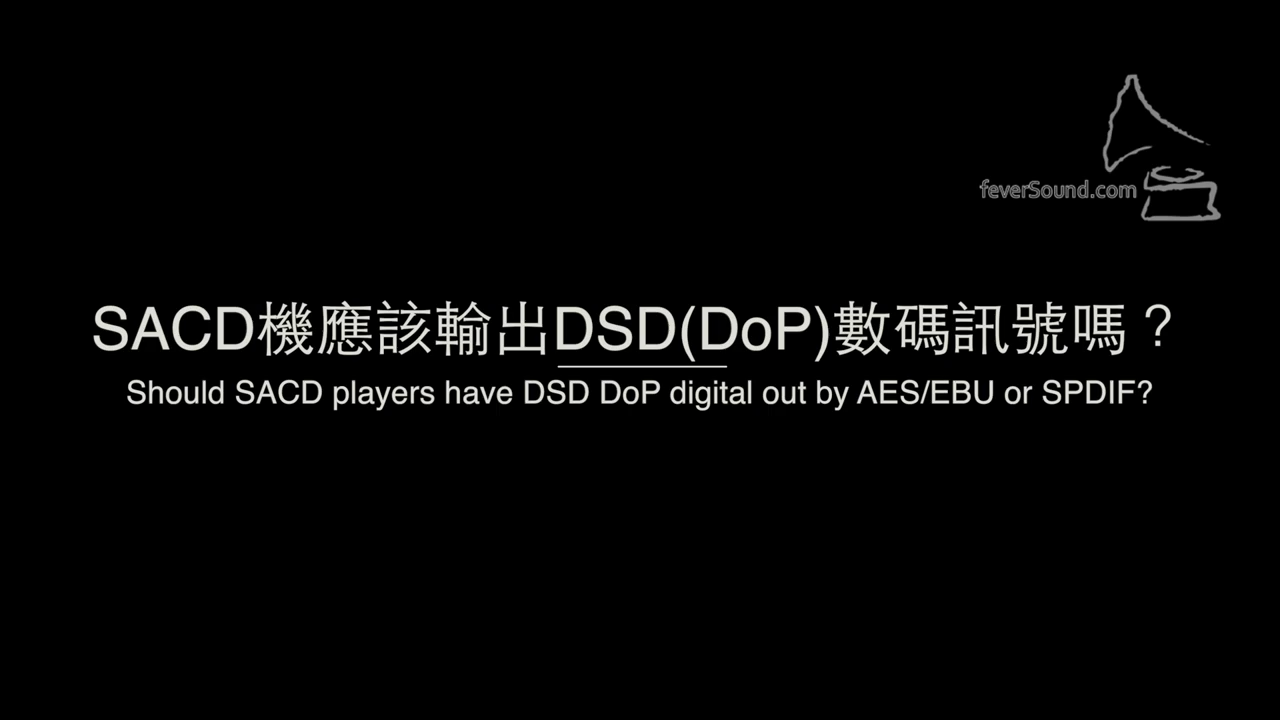 feverSound.com
SACD機應該輸出DSD(DoP)數碼訊號嗎？
Should SACD players have DSD DoP digital out by AES/EBU or SPDIF?